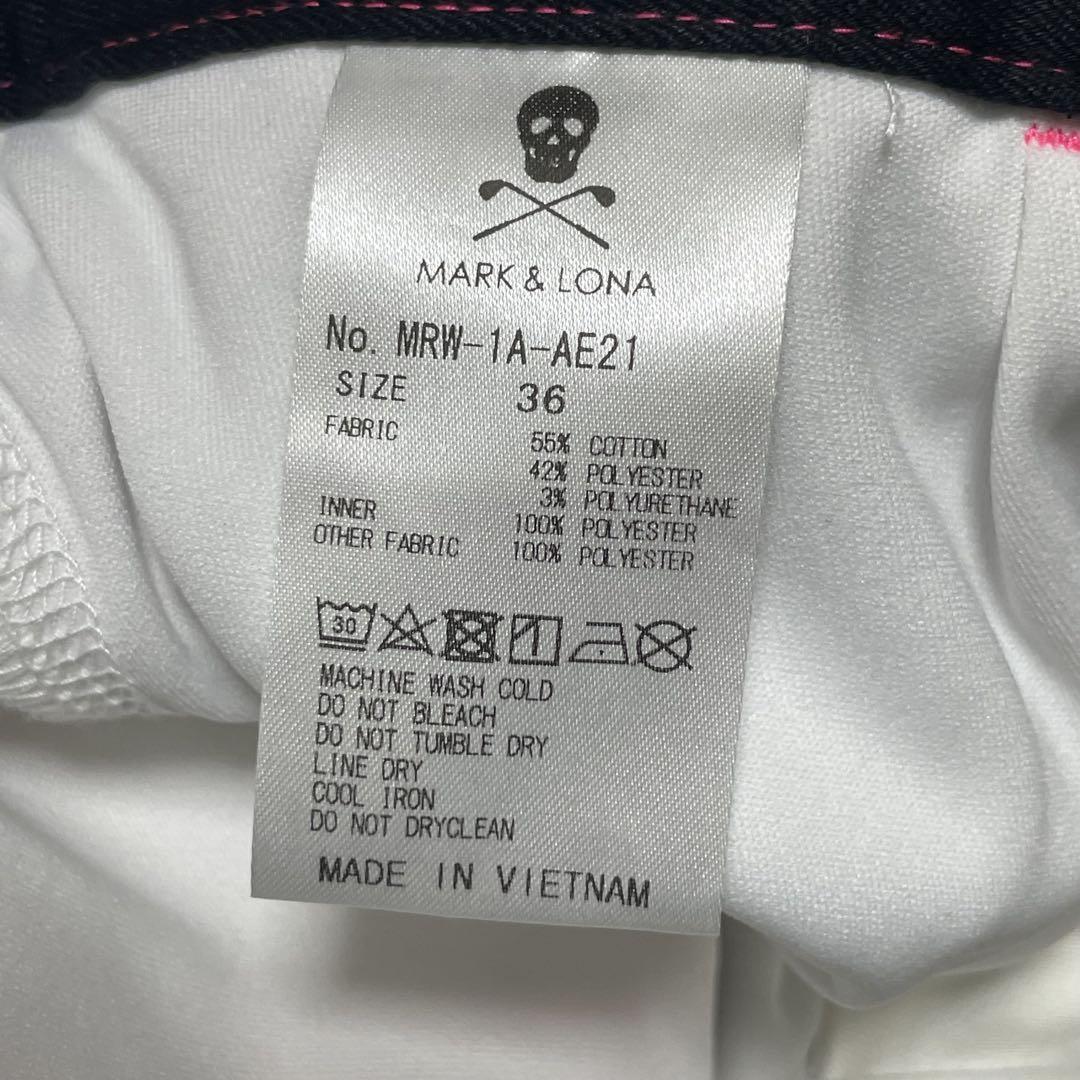 MARK & LONA
No. MRW-1A-AE21
SIZE 36
FABRIC 55% COTTON
42% POLYESTER
3% POLYURETHANE
INNER 100% POLYESTER
OTHER FABRIC 100% POLYESTER
30
MACHINE WASH COLD
DO NOT BLEACH
DO NOT TUMBLE DRY
LINE DRY
COOL IRON
DO NOT DRYCLEAN
MADE IN VIETNAM